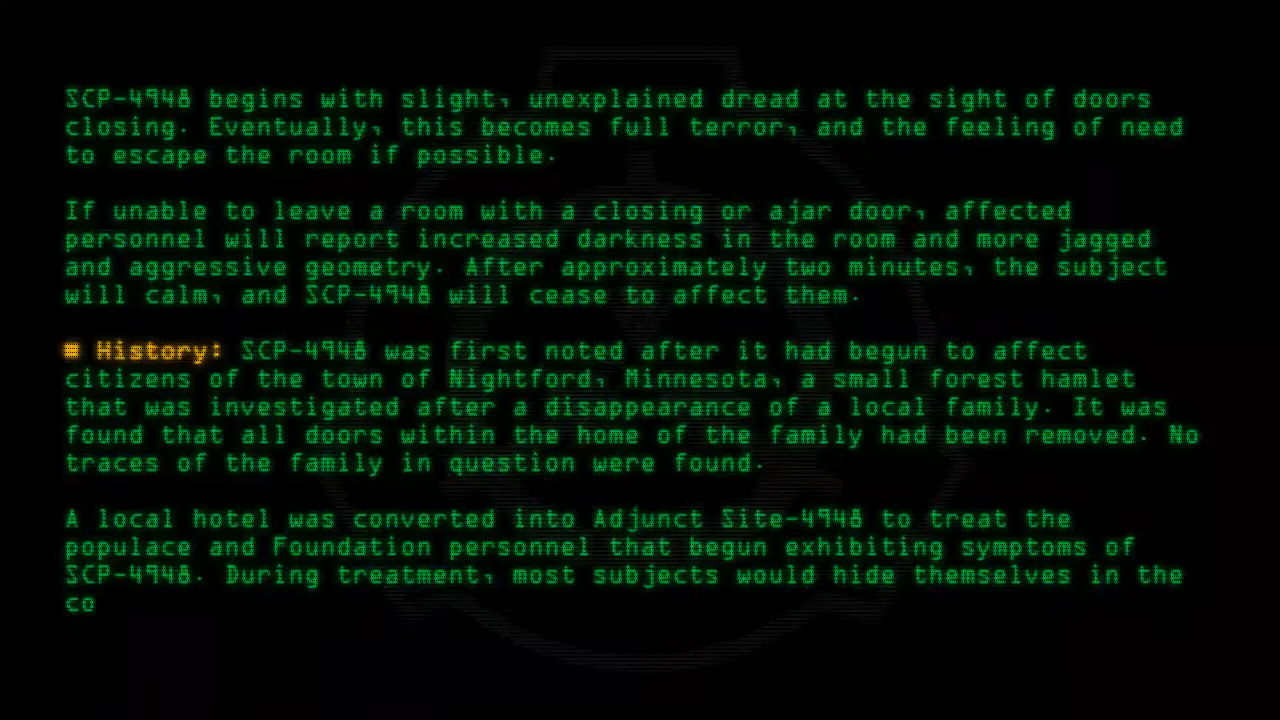 SCP-4948 begins with slight, unexplained dread at the sight of doors
closing. Eventually, this becomes full terror, and the feeling of need
to escape the room if possible.
If unable to leave a room with a closing or ajar door, affected
personnel will report increased darkness in the room and more jagged
and aggressive geometry. After approximately two minutes, the subject
will calm, and SCP-4948 will cease to affect them.
■ History: SCP-4948 was first noted after it had begun to affect
citizens of the town of Nightford, Minnesota, a small forest hamlet
that was investigated after a disappearance of a local family. It was
found that all doors within the home of the family had been removed. No
traces of the family in question were found.
A local hotel was converted into Adjunct Site-4948 to treat the
populace and Foundation personnel that begun exhibiting symptoms of
SCP-4948. During treatment, most subjects would hide themselves in the
co